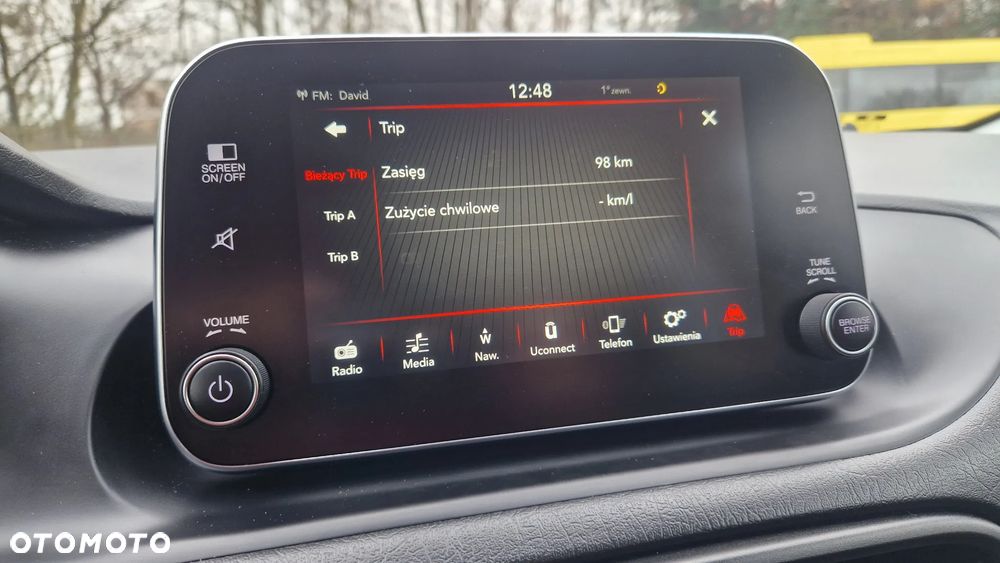 FM: David
12:48
1° zewn.
SCREEN
ON/OFF
Trip
Bieżący Trip
Zasięg
98 km
Trip A
Zużycie chwilowe
- km/l
Trip B
BACK
TUNE
SCROLL
BROWSE
ENTER
VOLUME
Radio
Media
Naw.
Uconnect
Telefon
Ustawienia
Trip
OTOMOTO